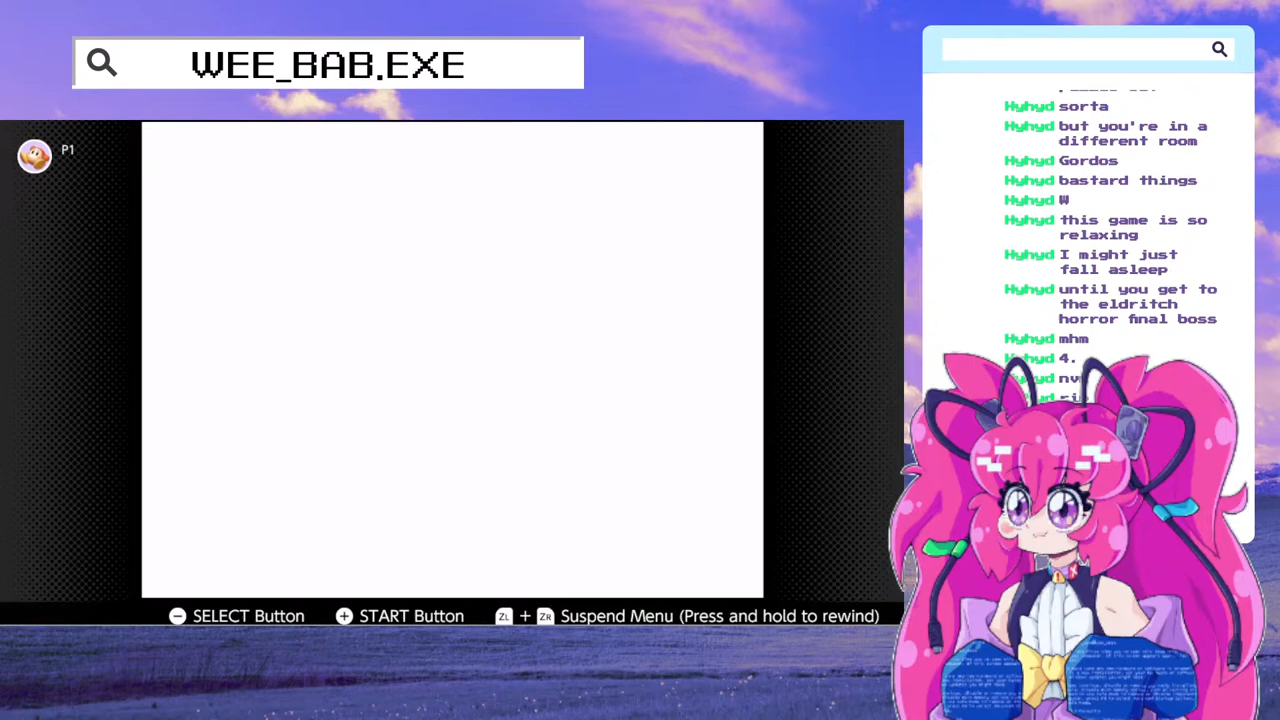 WEE_BAB.EXE
P1
Hyhyd sorta
Hyhyd but you're in a
different room
Hyhyd Gordos
Hyhyd bastard things
Hyhyd W
Hyhyd this game is so
relaxing
Hyhyd I might just
fall asleep
Hyhyd until you get to
the eldritch
horror final boss
Hyhyd mhm
Hyhyd 4.
SELECT Button
START Button
ZL + ZR Suspend Menu (Press and hold to rewind)